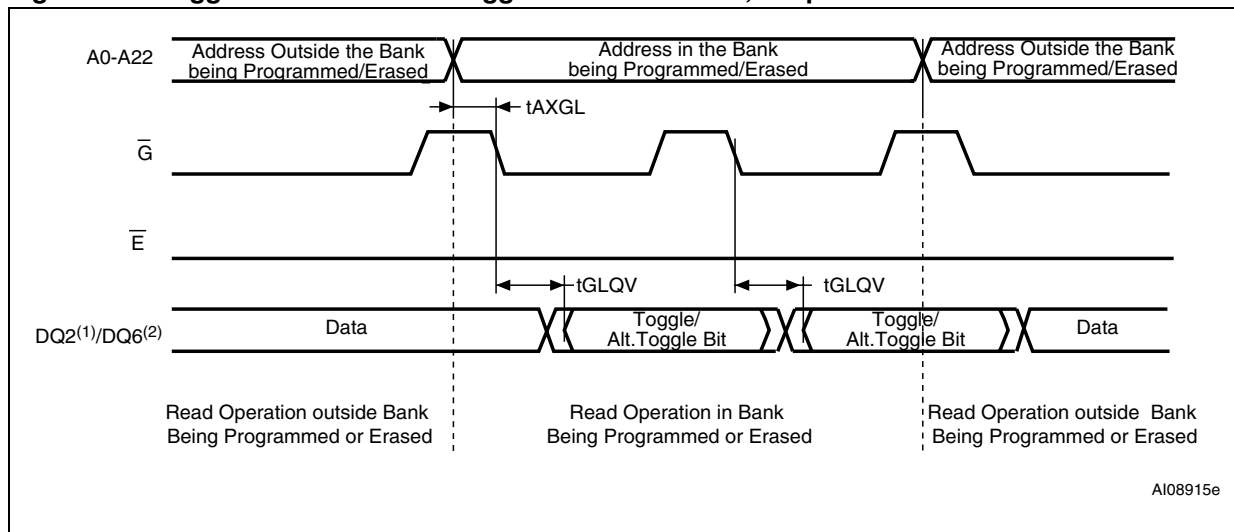 A0-A22
Address Outside the Bank
being Programmed/Erased
Address in the Bank
being Programmed/Erased
Address Outside the Bank
being Programmed/Erased
tAXGL
G
E
tGLQV
tGLQV
DQ2(1)/DQ6(2)
Data
Toggle/
Alt.Toggle Bit
Toggle/
Alt.Toggle Bit
Data
Read Operation outside Bank
Being Programmed or Erased
Read Operation in Bank
Being Programmed or Erased
Read Operation outside Bank
Being Programmed or Erased
AI08915e